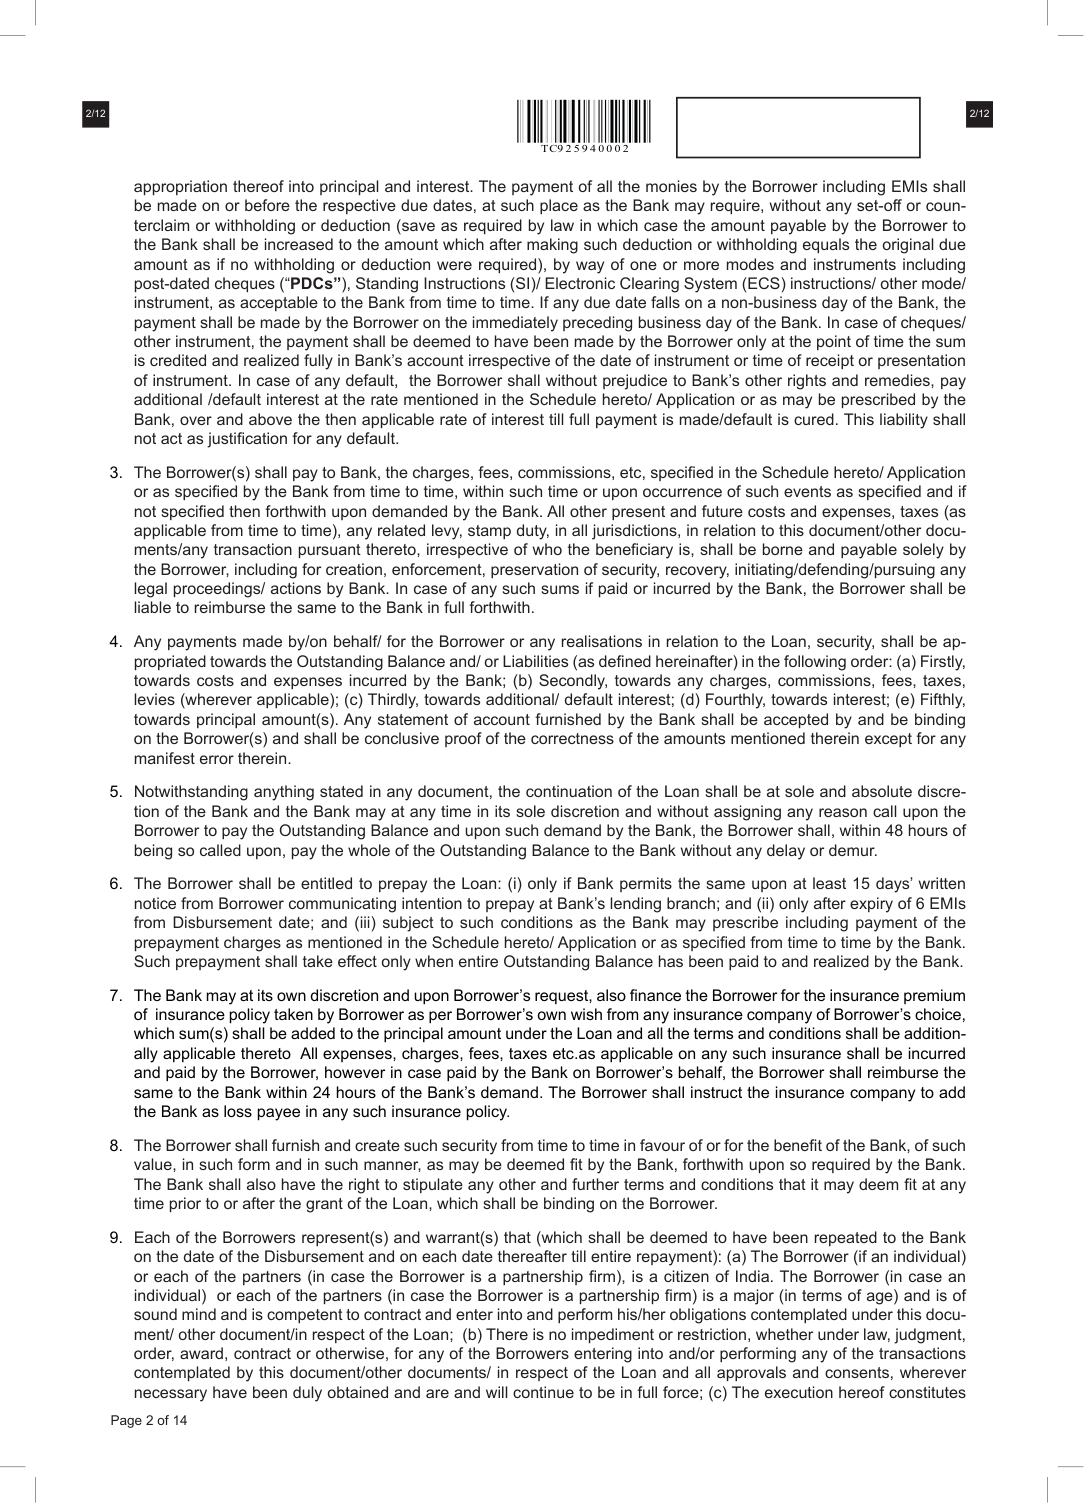 2/12
2/12
TC925940002
appropriation thereof into principal and interest. The payment of all the monies by the Borrower including EMIs shall
be made on or before the respective due dates, at such place as the Bank may require, without any set-off or coun-
terclaim or withholding or deduction (save as required by law in which case the amount payable by the Borrower to
the Bank shall be increased to the amount which after making such deduction or withholding equals the original due
amount as if no withholding or deduction were required), by way of one or more modes and instruments including
post-dated cheques (“PDCs”), Standing Instructions (SI)/ Electronic Clearing System (ECS) instructions/ other mode/
instrument, as acceptable to the Bank from time to time. If any due date falls on a non-business day of the Bank, the
payment shall be made by the Borrower on the immediately preceding business day of the Bank. In case of cheques/
other instrument, the payment shall be deemed to have been made by the Borrower only at the point of time the sum
is credited and realized fully in Bank’s account irrespective of the date of instrument or time of receipt or presentation
of instrument. In case of any default,  the Borrower shall without prejudice to Bank’s other rights and remedies, pay
additional /default interest at the rate mentioned in the Schedule hereto/ Application or as may be prescribed by the
Bank, over and above the then applicable rate of interest till full payment is made/default is cured. This liability shall
not act as justification for any default.
3. The Borrower(s) shall pay to Bank, the charges, fees, commissions, etc, specified in the Schedule hereto/ Application
or as specified by the Bank from time to time, within such time or upon occurrence of such events as specified and if
not specified then forthwith upon demanded by the Bank. All other present and future costs and expenses, taxes (as
applicable from time to time), any related levy, stamp duty, in all jurisdictions, in relation to this document/other docu-
ments/any transaction pursuant thereto, irrespective of who the beneficiary is, shall be borne and payable solely by
the Borrower, including for creation, enforcement, preservation of security, recovery, initiating/defending/pursuing any
legal proceedings/ actions by Bank. In case of any such sums if paid or incurred by the Bank, the Borrower shall be
liable to reimburse the same to the Bank in full forthwith.
4. Any payments made by/on behalf/ for the Borrower or any realisations in relation to the Loan, security, shall be ap-
propriated towards the Outstanding Balance and/ or Liabilities (as defined hereinafter) in the following order: (a) Firstly,
towards costs and expenses incurred by the Bank; (b) Secondly, towards any charges, commissions, fees, taxes,
levies (wherever applicable); (c) Thirdly, towards additional/ default interest; (d) Fourthly, towards interest; (e) Fifthly,
towards principal amount(s). Any statement of account furnished by the Bank shall be accepted by and be binding
on the Borrower(s) and shall be conclusive proof of the correctness of the amounts mentioned therein except for any
manifest error therein.
5. Notwithstanding anything stated in any document, the continuation of the Loan shall be at sole and absolute discre-
tion of the Bank and the Bank may at any time in its sole discretion and without assigning any reason call upon the
Borrower to pay the Outstanding Balance and upon such demand by the Bank, the Borrower shall, within 48 hours of
being so called upon, pay the whole of the Outstanding Balance to the Bank without any delay or demur.
6. The Borrower shall be entitled to prepay the Loan: (i) only if Bank permits the same upon at least 15 days’ written
notice from Borrower communicating intention to prepay at Bank’s lending branch; and (ii) only after expiry of 6 EMIs
from Disbursement date; and (iii) subject to such conditions as the Bank may prescribe including payment of the
prepayment charges as mentioned in the Schedule hereto/ Application or as specified from time to time by the Bank.
Such prepayment shall take effect only when entire Outstanding Balance has been paid to and realized by the Bank.
7. The Bank may at its own discretion and upon Borrower’s request, also finance the Borrower for the insurance premium
of  insurance policy taken by Borrower as per Borrower’s own wish from any insurance company of Borrower’s choice,
which sum(s) shall be added to the principal amount under the Loan and all the terms and conditions shall be addition-
ally applicable thereto  All expenses, charges, fees, taxes etc.as applicable on any such insurance shall be incurred
and paid by the Borrower, however in case paid by the Bank on Borrower’s behalf, the Borrower shall reimburse the
same to the Bank within 24 hours of the Bank’s demand. The Borrower shall instruct the insurance company to add
the Bank as loss payee in any such insurance policy.
8. The Borrower shall furnish and create such security from time to time in favour of or for the benefit of the Bank, of such
value, in such form and in such manner, as may be deemed fit by the Bank, forthwith upon so required by the Bank.
The Bank shall also have the right to stipulate any other and further terms and conditions that it may deem fit at any
time prior to or after the grant of the Loan, which shall be binding on the Borrower.
9. Each of the Borrowers represent(s) and warrant(s) that (which shall be deemed to have been repeated to the Bank
on the date of the Disbursement and on each date thereafter till entire repayment): (a) The Borrower (if an individual)
or each of the partners (in case the Borrower is a partnership firm), is a citizen of India. The Borrower (in case an
individual)  or each of the partners (in case the Borrower is a partnership firm) is a major (in terms of age) and is of
sound mind and is competent to contract and enter into and perform his/her obligations contemplated under this docu-
ment/ other document/in respect of the Loan;  (b) There is no impediment or restriction, whether under law, judgment,
order, award, contract or otherwise, for any of the Borrowers entering into and/or performing any of the transactions
contemplated by this document/other documents/ in respect of the Loan and all approvals and consents, wherever
necessary have been duly obtained and are and will continue to be in full force; (c) The execution hereof constitutes
Page 2 of 14